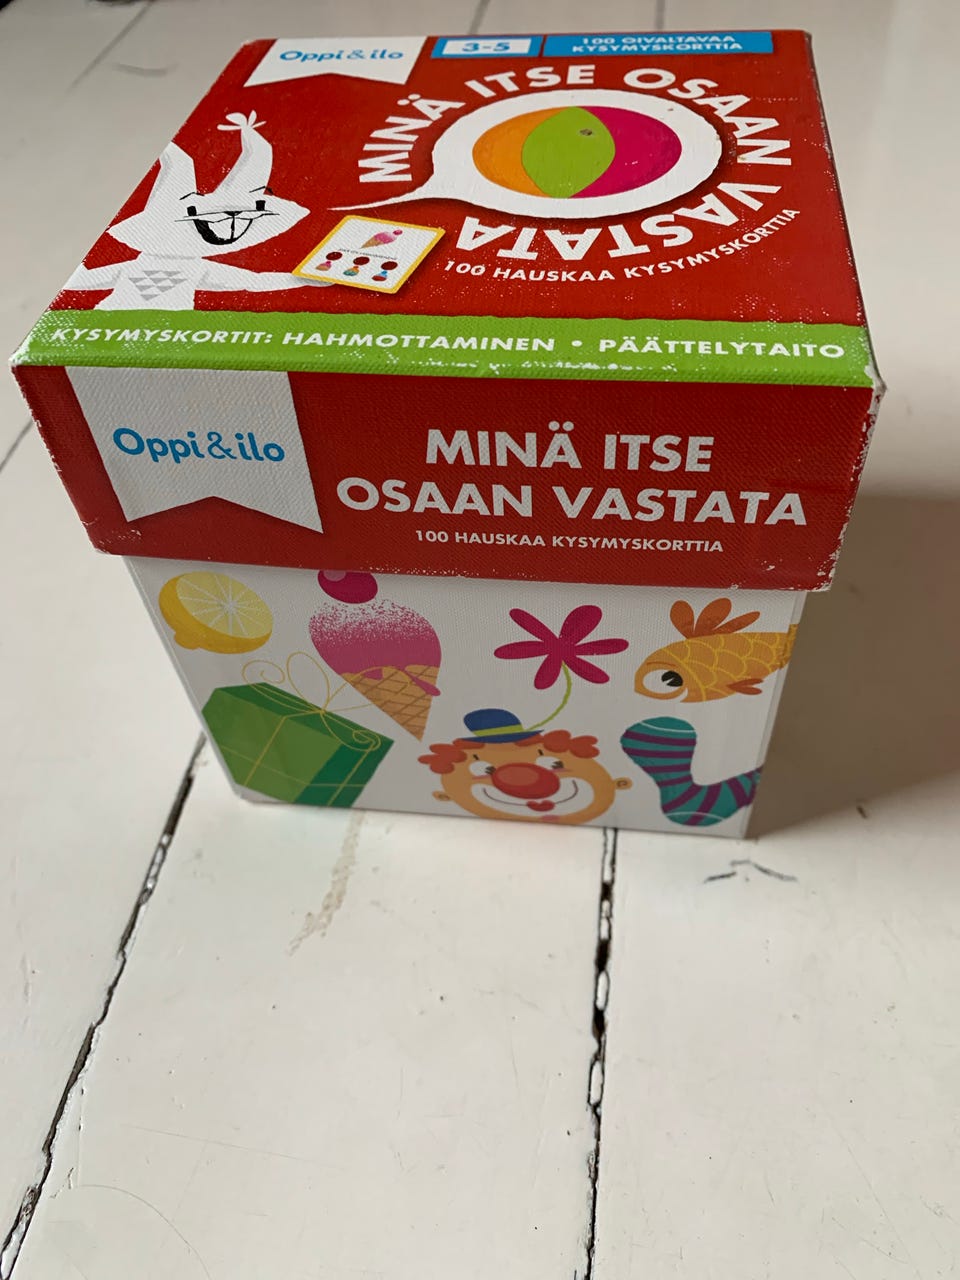 Oppi & ilo
3-5
100 OIVALTAVAA
KYSYMYSKORTTIA
MINÄ ITSE OSAAN VASTATA
100 HAUSKAA KYSYMYSKORTTIA
KYSYMYSKORTIT: HAHMOTTAMINEN • PÄÄTTELYTAITO
Oppi & ilo
MINÄ ITSE
OSAAN VASTATA
100 HAUSKAA KYSYMYSKORTTIA